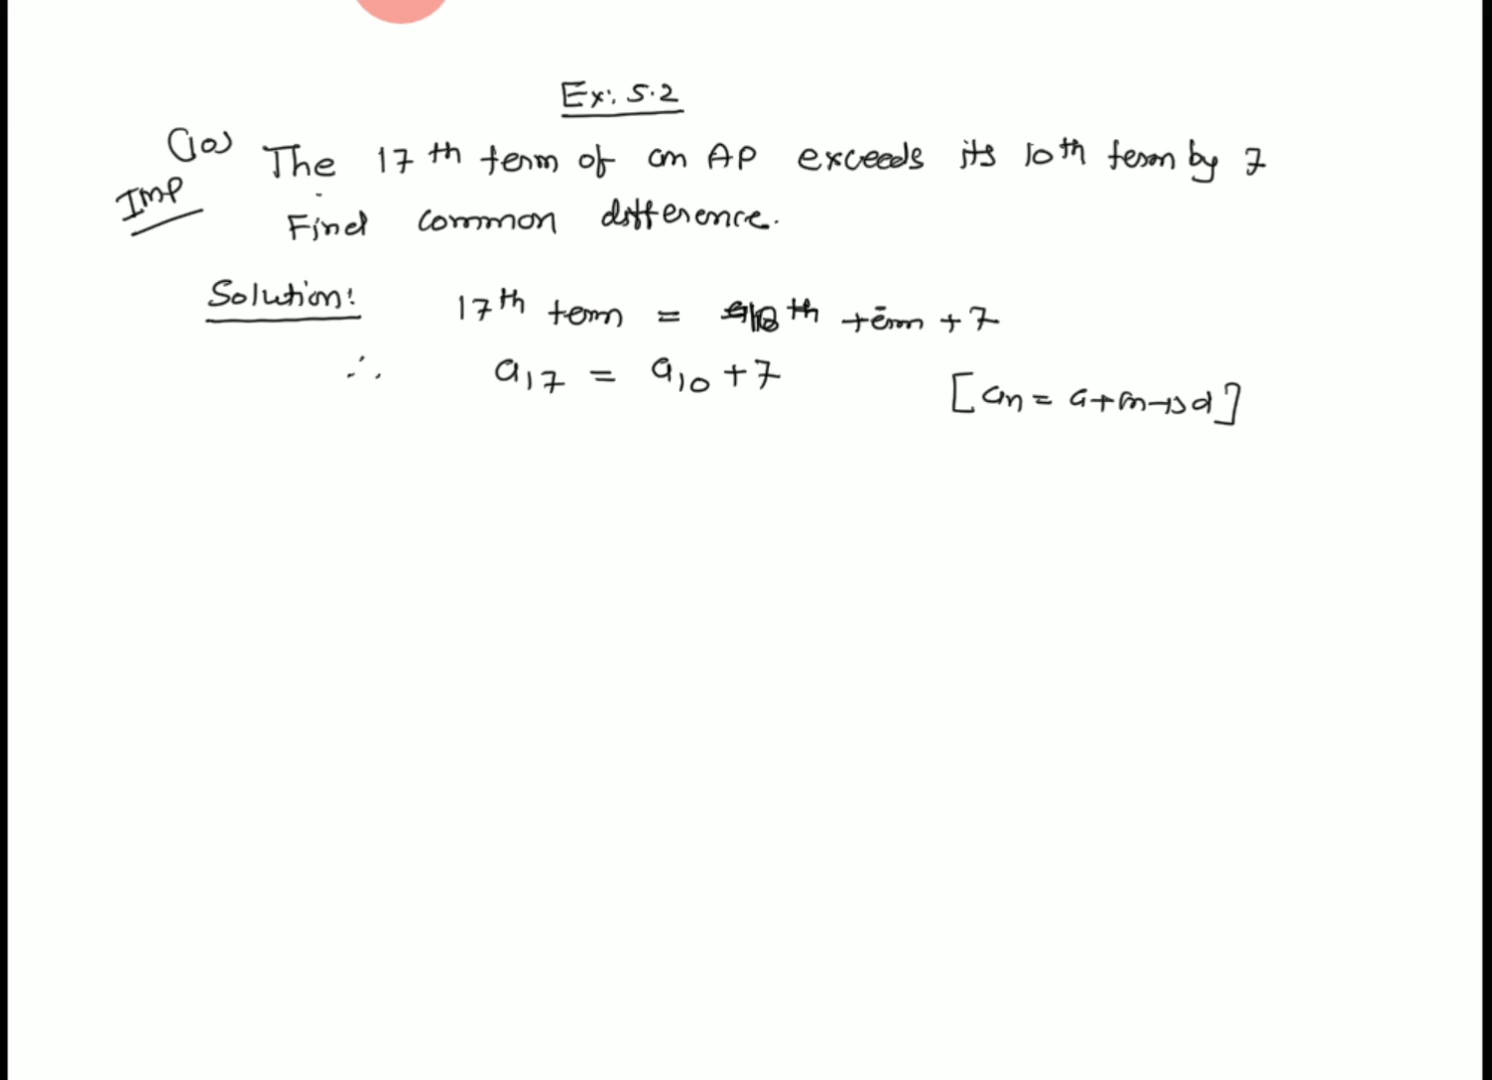 Ex: 5.2
(10) The 17th term of an AP exceeds its 10th term by 7
Imp
Find common difference.
Solution: 17th term = 10th term + 7
∴ a17 = a10 + 7 [an = a+(n-1)d]